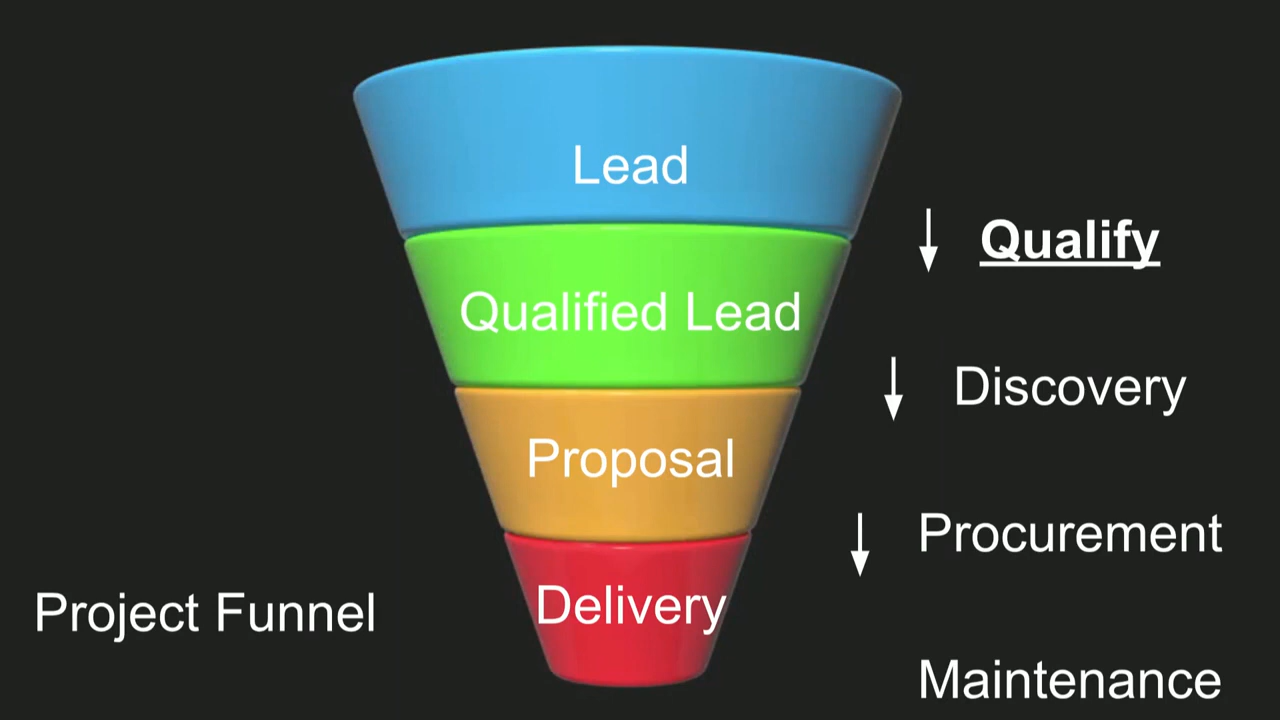 Lead
Qualify
Qualified Lead
Discovery
Proposal
Procurement
Delivery
Project Funnel
Maintenance